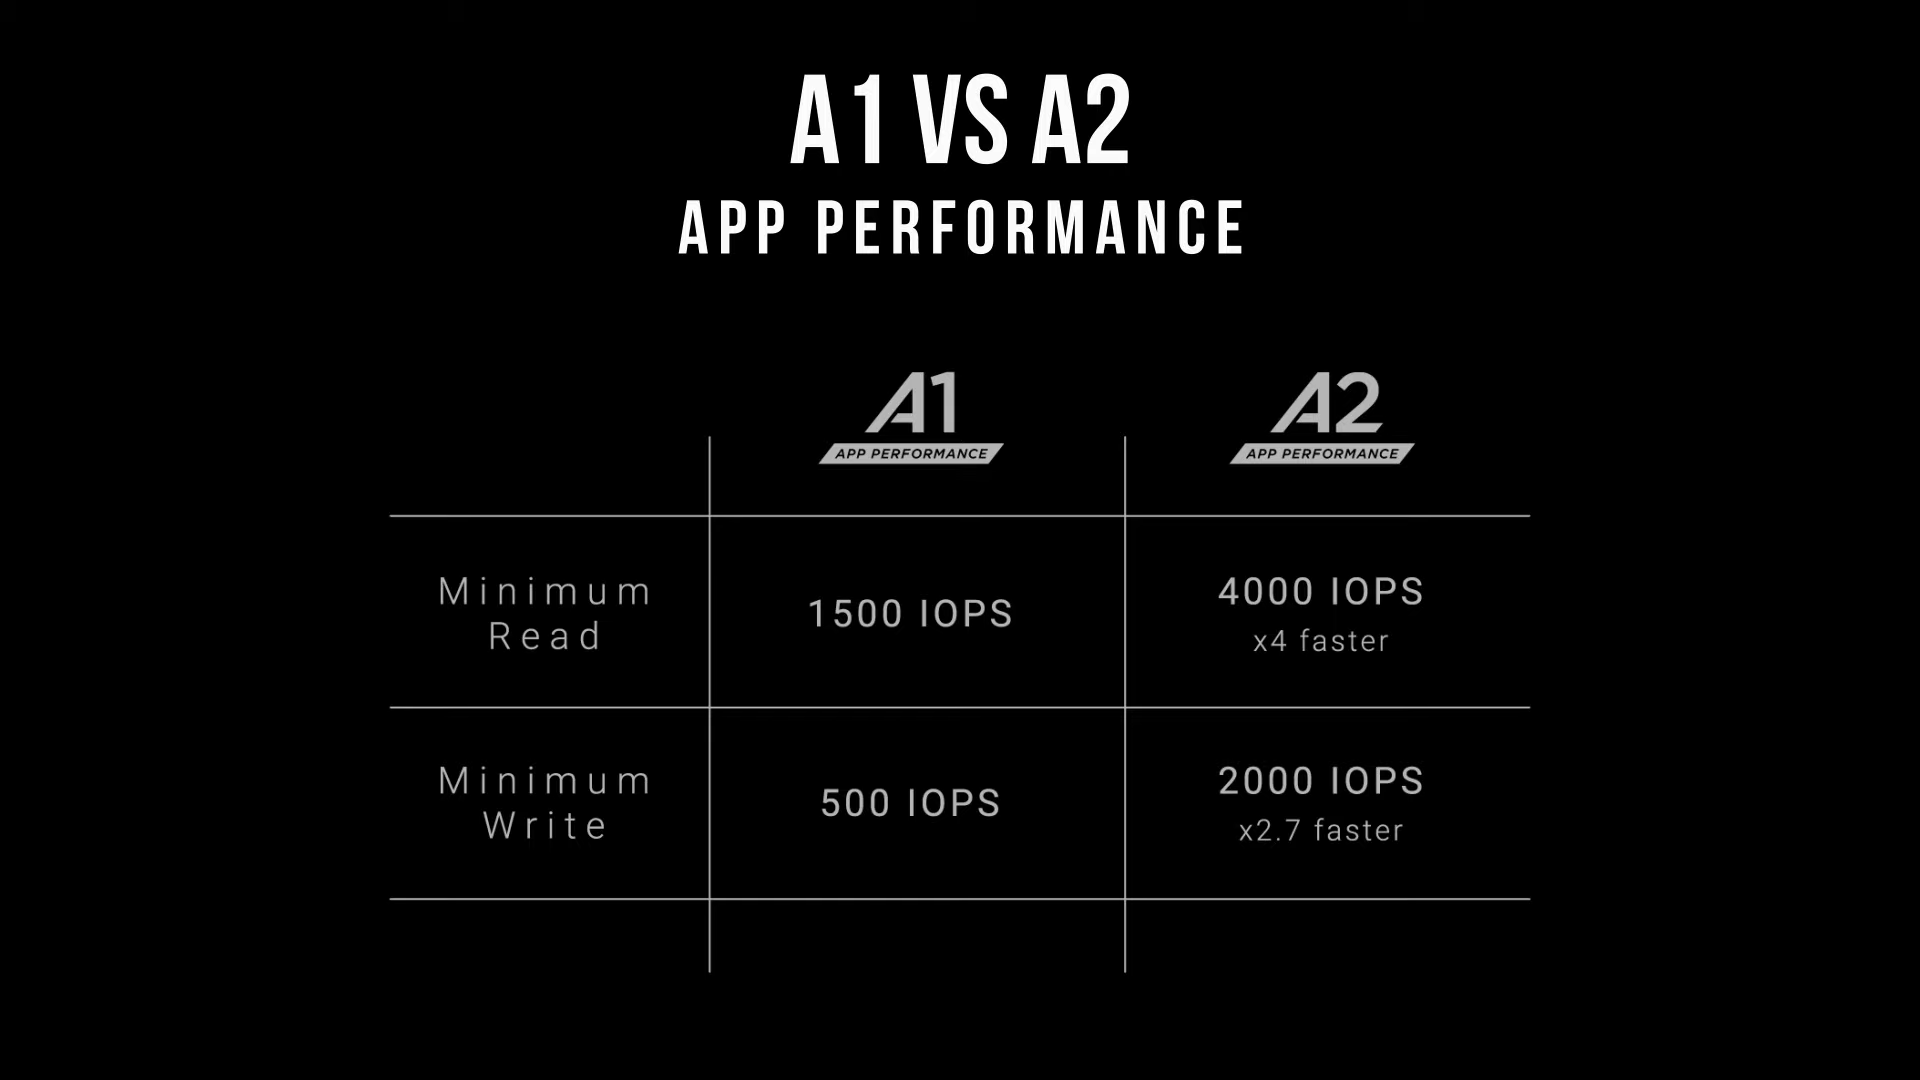 A1 VS A2
APP PERFORMANCE
A1
APP PERFORMANCE
A2
APP PERFORMANCE
Minimum
Read
1500 IOPS
4000 IOPS
x4 faster
Minimum
Write
500 IOPS
2000 IOPS
x2.7 faster